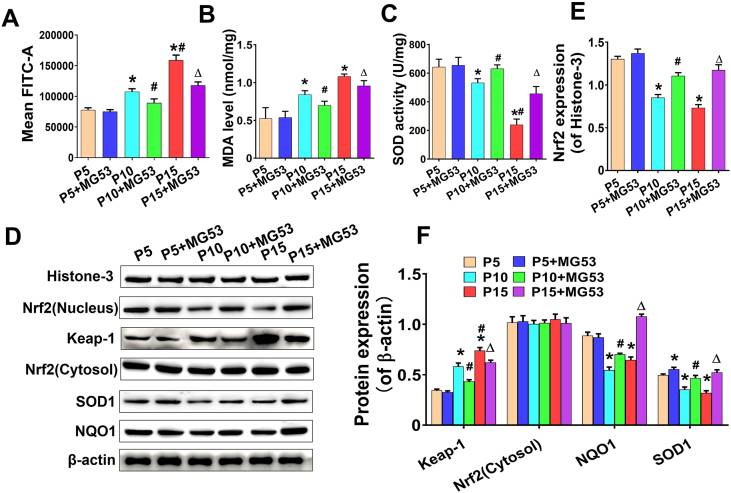 A
Mean FITC-A
200000
150000
100000
50000
0
*
#
*#
Δ
P5
P5+MG53
P10
P10+MG53
P15
P15+MG53
B
MDA level (nmol/mg)
2.0
1.5
1.0
0.5
0.0
*
#
*
Δ
P5
P5+MG53
P10
P10+MG53
P15
P15+MG53
C
SOD activity (U/mg)
1000
800
600
400
200
0
*
#
*#
Δ
P5
P5+MG53
P10
P10+MG53
P15
P15+MG53
E
Nrf2 expression
(of Histone-3)
1.8
1.2
0.6
0.0
*
#
*
Δ
P5
P5+MG53
P10
P10+MG53
P15
P15+MG53
D
P5
P5+MG53
P10
P10+MG53
P15
P15+MG53
Histone-3
Nrf2(Nucleus)
Keap-1
Nrf2(Cytosol)
SOD1
NQO1
β-actin
F
P5 P5+MG53
P10 P10+MG53
P15 P15+MG53
Protein expression
(of β-actin)
1.5
1.0
0.5
0.0
*
#
#
*
Δ
*
#
*
Δ
*
*
#
*
Δ
Keap-1
Nrf2(Cytosol)
NQO1
SOD1